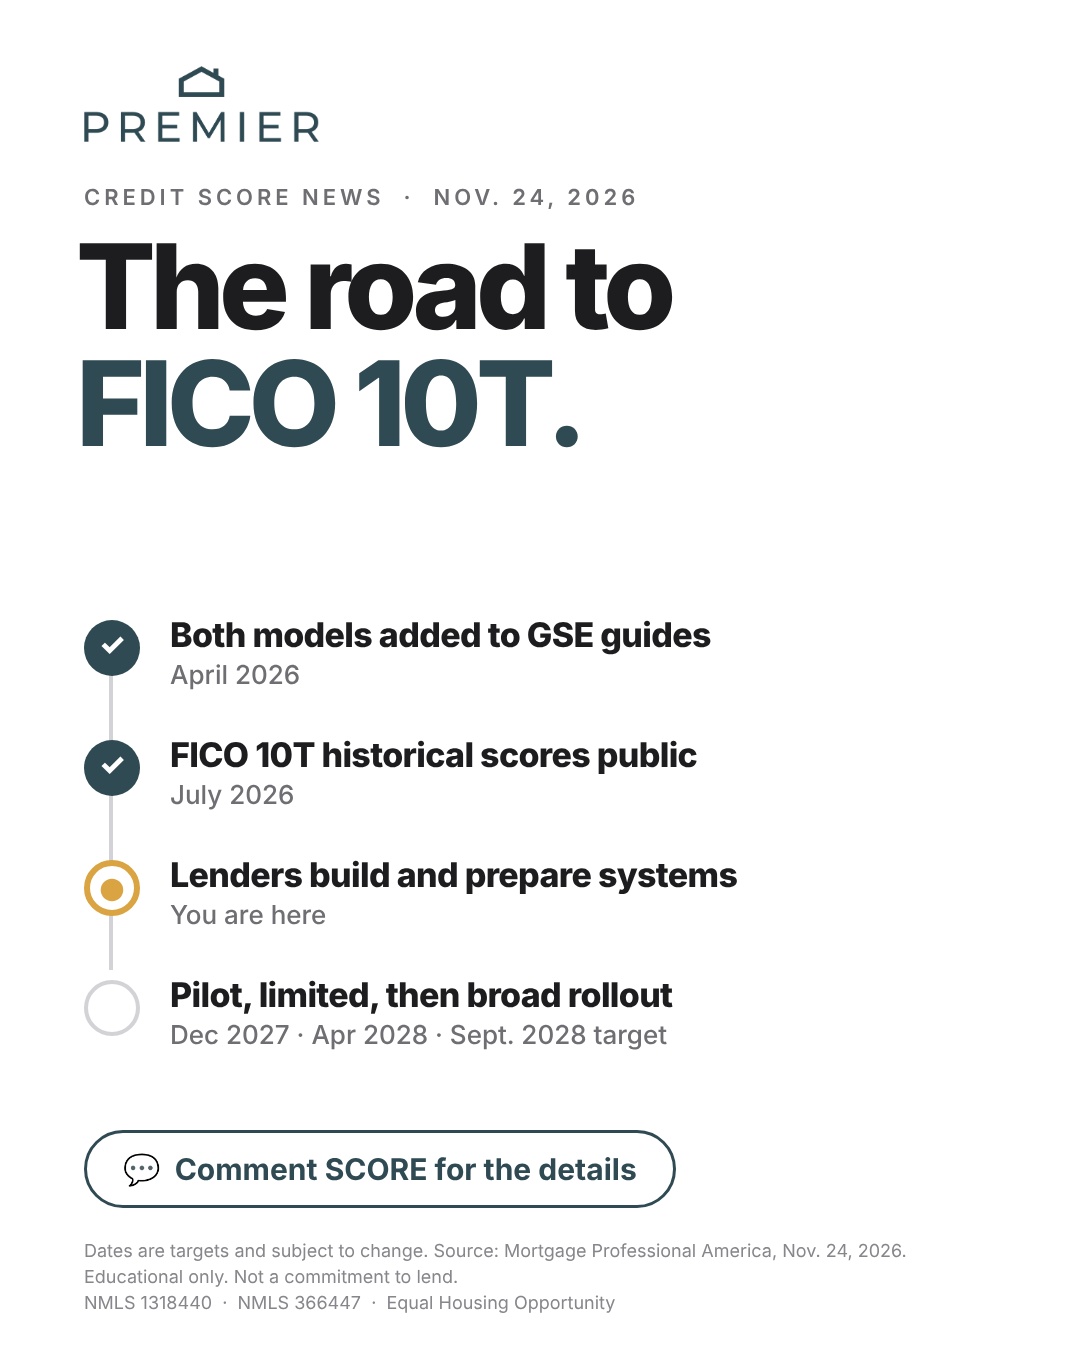 PREMIER
CREDIT SCORE NEWS · NOV. 24, 2026
The road to
FICO 10T.
Both models added to GSE guides
April 2026
FICO 10T historical scores public
July 2026
Lenders build and prepare systems
You are here
Pilot, limited, then broad rollout
Dec 2027 · Apr 2028 · Sept. 2028 target
💬 Comment SCORE for the details
Dates are targets and subject to change. Source: Mortgage Professional America, Nov. 24, 2026.
Educational only. Not a commitment to lend.
NMLS 1318440 · NMLS 366447 · Equal Housing Opportunity